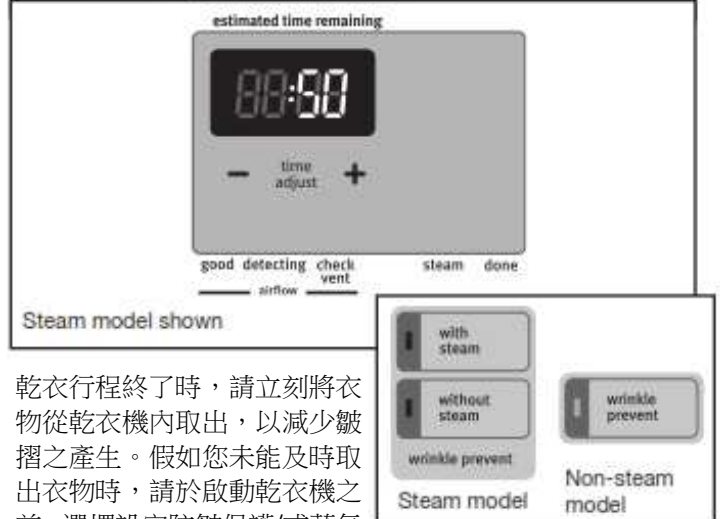 estimated time remaining
88:50
− time adjust +
good detecting check vent
airflow
steam done
Steam model shown
with steam
without steam
wrinkle prevent
Steam model
wrinkle prevent
Non-steam model
乾衣行程終了時，請立刻將衣
物從乾衣機內取出，以減少皺
摺之產生。假如您未能及時取
出衣物時，請於啟動乾衣機之